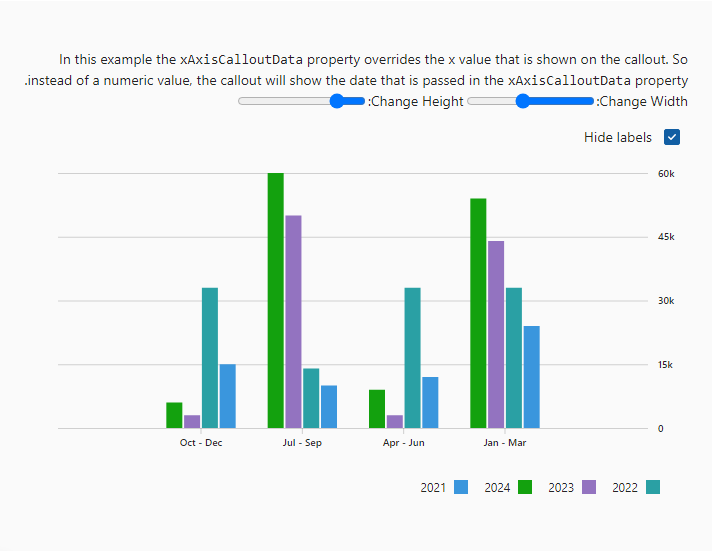 In this example the xAxisCalloutData property overrides the x value that is shown on the callout. So
.instead of a numeric value, the callout will show the date that is passed in the xAxisCalloutData property
:Change Height :Change Width
Hide labels
60k
45k
30k
15k
0
Oct - Dec Jul - Sep Apr - Jun Jan - Mar
2021 2024 2023 2022